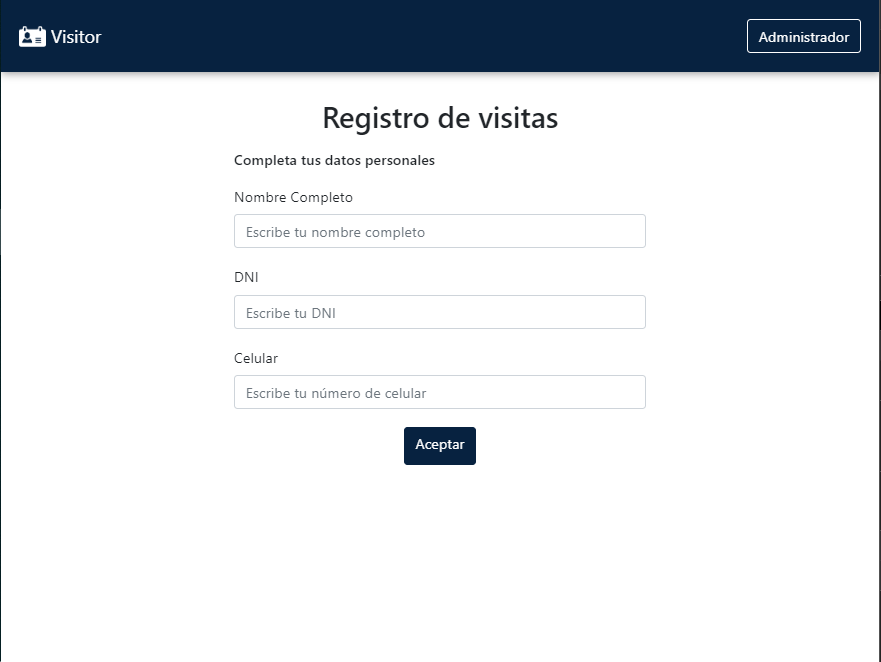 Visitor
Administrador
Registro de visitas
Completa tus datos personales
Nombre Completo
Escribe tu nombre completo
DNI
Escribe tu DNI
Celular
Escribe tu número de celular
Aceptar